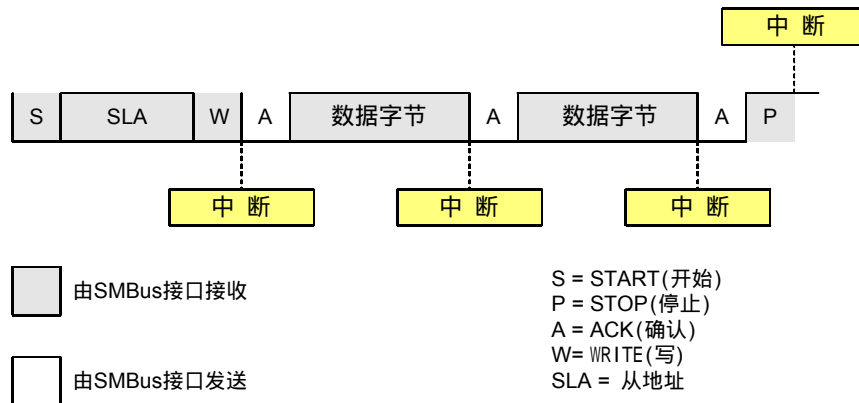 中 断
S SLA W A 数据字节 A 数据字节 A P
中 断 中 断 中 断
由SMBus接口接收
由SMBus接口发送
S = START(开始)
P = STOP(停止)
A = ACK(确认)
W= WRITE(写)
SLA = 从地址